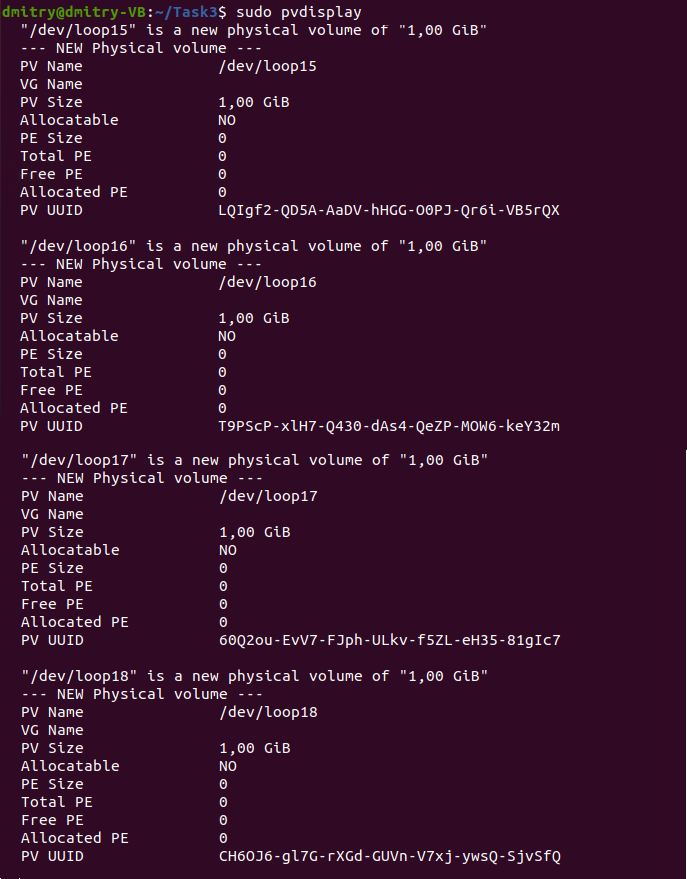 dmitry@dmitry-VB:~/Task3$ sudo pvdisplay
"/dev/loop15" is a new physical volume of "1,00 GiB"
--- NEW Physical volume ---
PV Name /dev/loop15
VG Name
PV Size 1,00 GiB
Allocatable NO
PE Size 0
Total PE 0
Free PE 0
Allocated PE 0
PV UUID LQIgf2-QD5A-AaDV-hHGG-O0PJ-Qr6i-VB5rQX
"/dev/loop16" is a new physical volume of "1,00 GiB"
--- NEW Physical volume ---
PV Name /dev/loop16
VG Name
PV Size 1,00 GiB
Allocatable NO
PE Size 0
Total PE 0
Free PE 0
Allocated PE 0
PV UUID T9PScP-xlH7-Q430-dAs4-QeZP-MOW6-keY32m
"/dev/loop17" is a new physical volume of "1,00 GiB"
--- NEW Physical volume ---
PV Name /dev/loop17
VG Name
PV Size 1,00 GiB
Allocatable NO
PE Size 0
Total PE 0
Free PE 0
Allocated PE 0
PV UUID 60Q2ou-EvV7-FJph-ULkv-f5ZL-eH35-81gIc7
"/dev/loop18" is a new physical volume of "1,00 GiB"
--- NEW Physical volume ---
PV Name /dev/loop18
VG Name
PV Size 1,00 GiB
Allocatable NO
PE Size 0
Total PE 0
Free PE 0
Allocated PE 0
PV UUID CH6OJ6-gl7G-rXGd-GUVn-V7xj-ywsQ-SjvSfQ